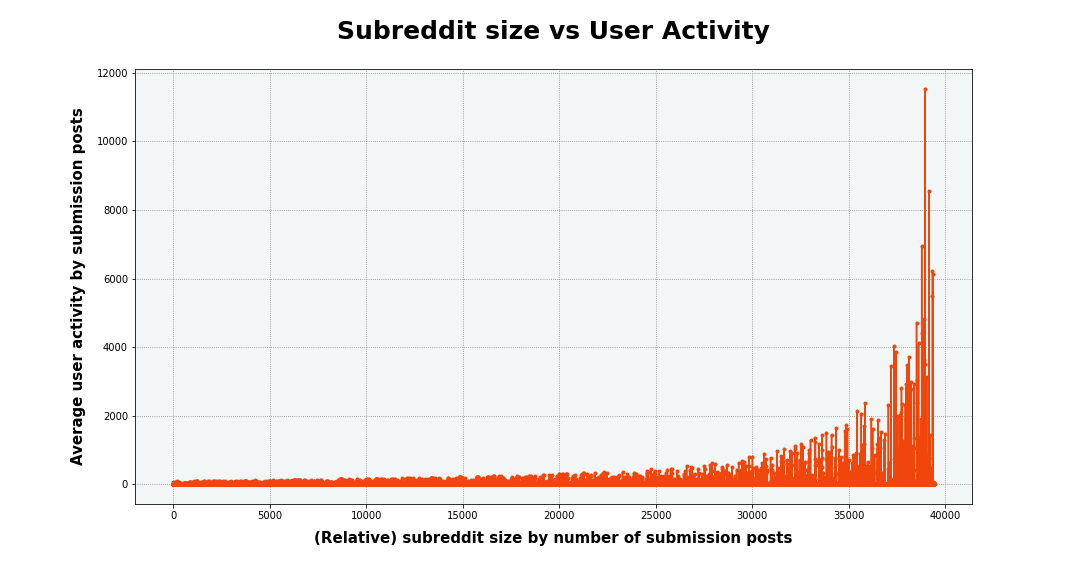 Subreddit size vs User Activity
Average user activity by submission posts
12000
10000
8000
6000
4000
2000
0
0 5000 10000 15000 20000 25000 30000 35000 40000
(Relative) subreddit size by number of submission posts